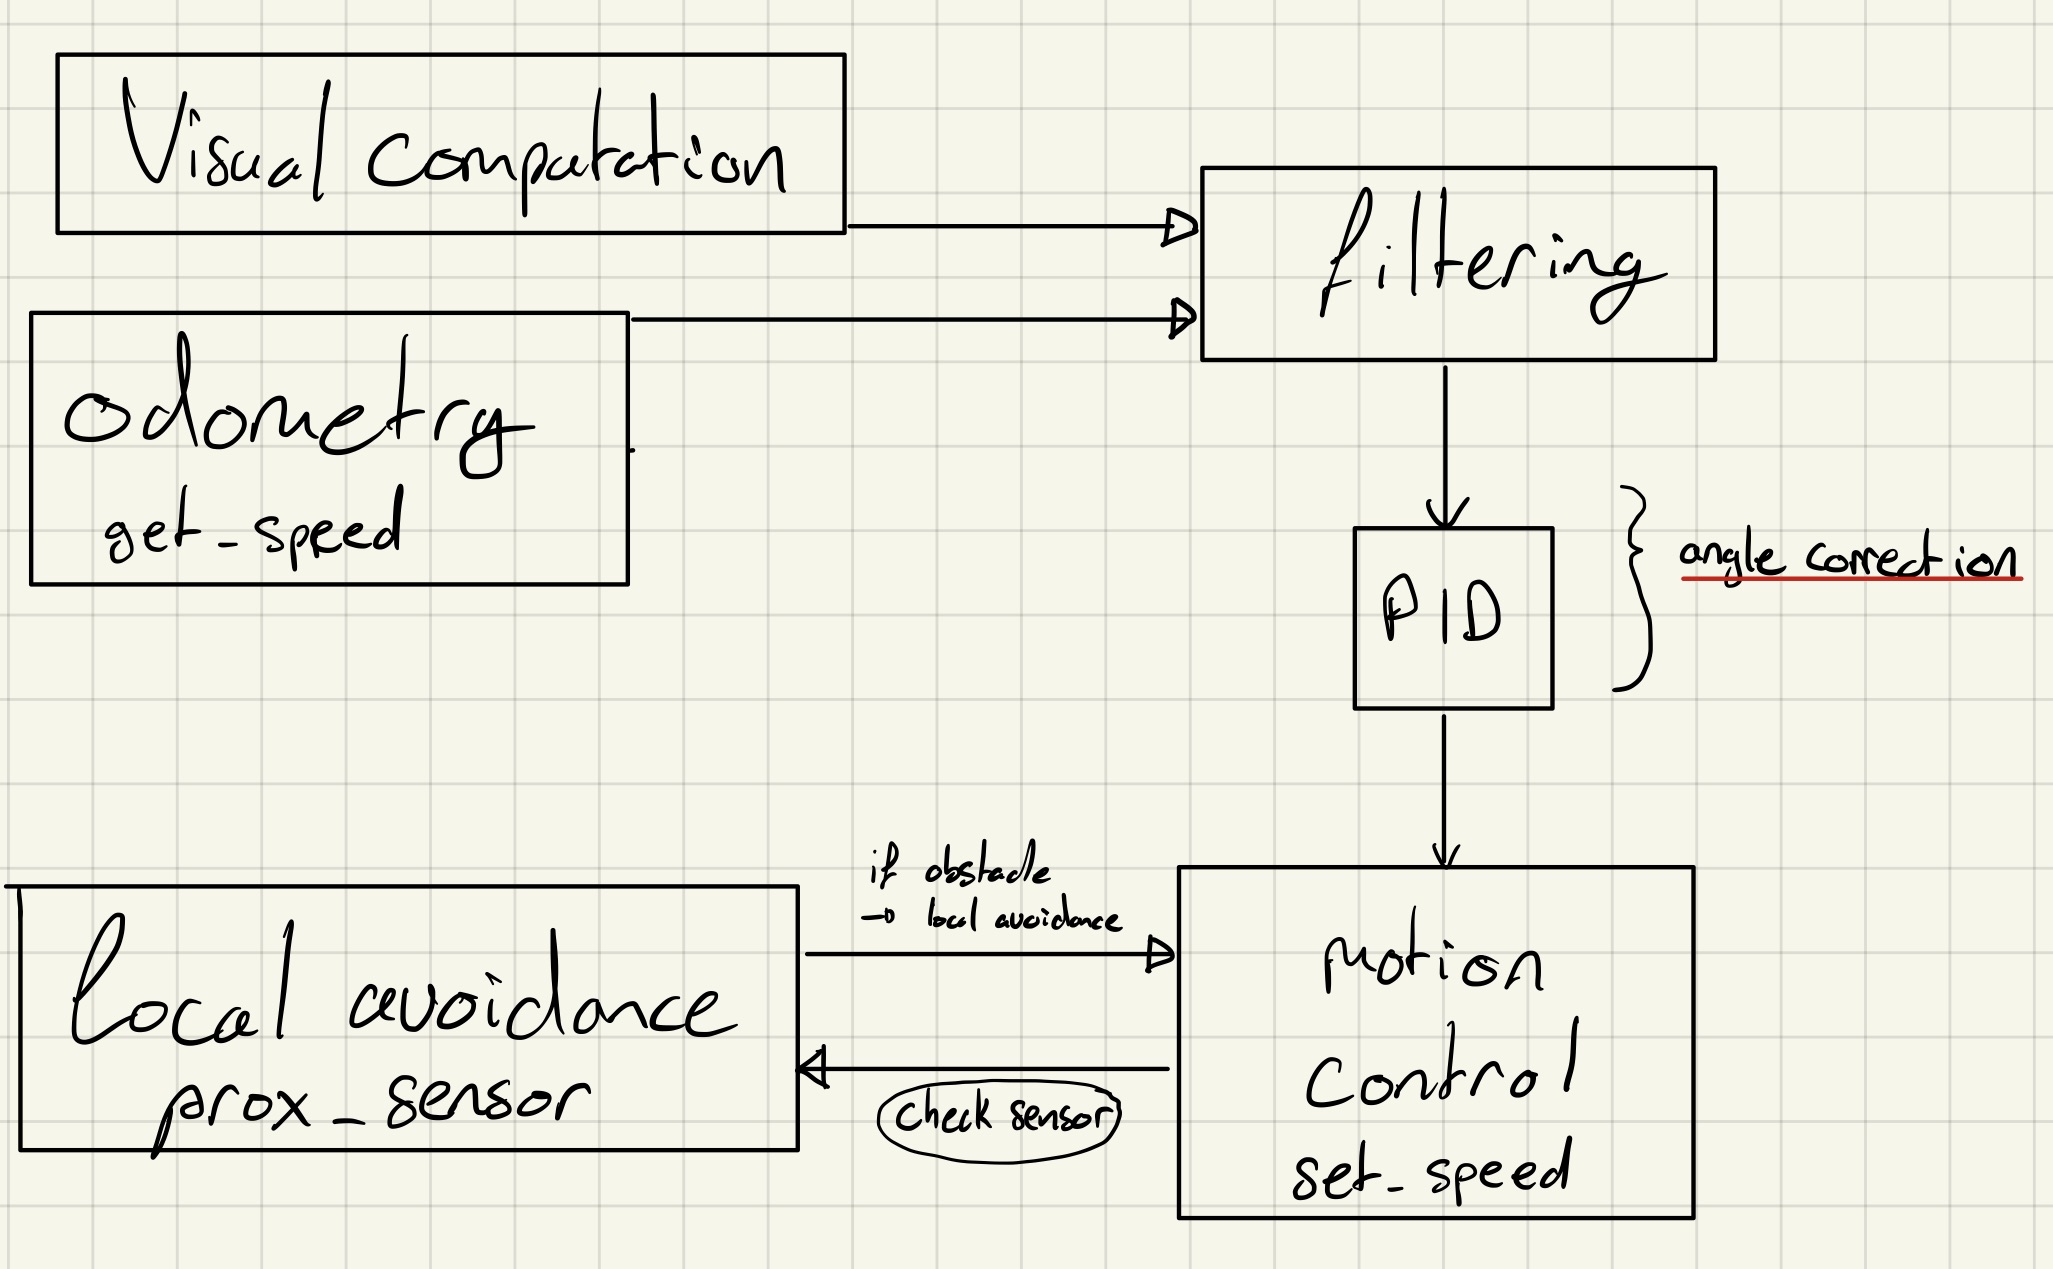 Visual computation
filtering
odometry
get_speed
PID
angle correction
if obstacle
→ local avoidance
local avoidance
prox_sensor
check sensor
Motion
control
set_speed